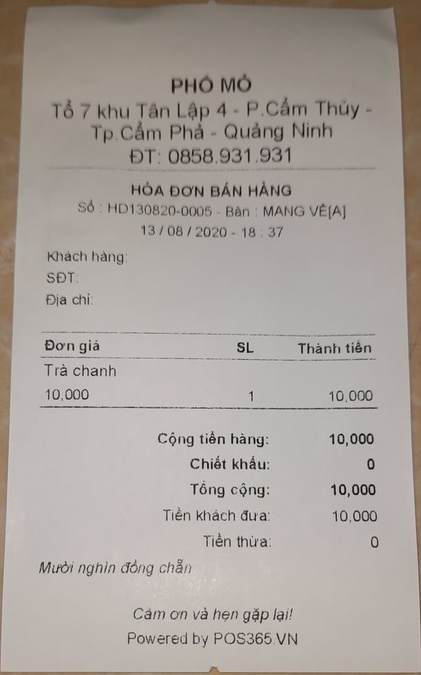 PHÔ MÔ
Tổ 7 khu Tân Lập 4 - P.Cẩm Thủy -
Tp.Cẩm Phả - Quảng Ninh
ĐT: 0858.931.931
HÓA ĐƠN BÁN HÀNG
Số : HD130820-0005 - Bàn : MANG VỀ[A]
13 / 08 / 2020 - 18 : 37
Khách hàng:
SĐT:
Địa chỉ:
Đơn giá SL Thành tiền
Trà chanh
10,000 1 10,000
Cộng tiền hàng: 10,000
Chiết khấu: 0
Tổng cộng: 10,000
Tiền khách đưa: 10,000
Tiền thừa: 0
Mười nghìn đồng chẵn
Cám ơn và hẹn gặp lại!
Powered by POS365.VN